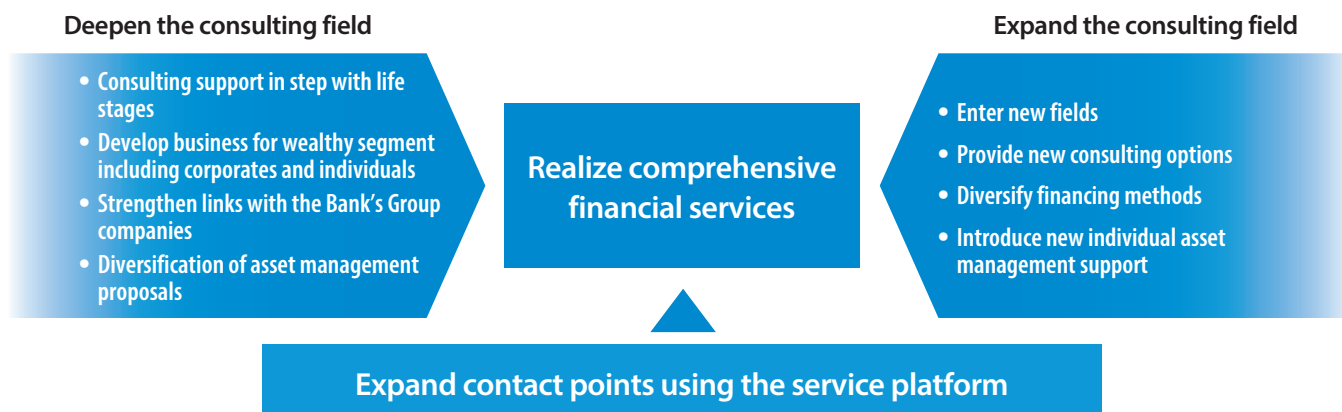 Deepen the consulting field
• Consulting support in step with life
stages
• Develop business for wealthy segment
including corporates and individuals
• Strengthen links with the Bank's Group
companies
• Diversification of asset management
proposals
Realize comprehensive
financial services
Expand the consulting field
• Enter new fields
• Provide new consulting options
• Diversify financing methods
• Introduce new individual asset
management support
Expand contact points using the service platform